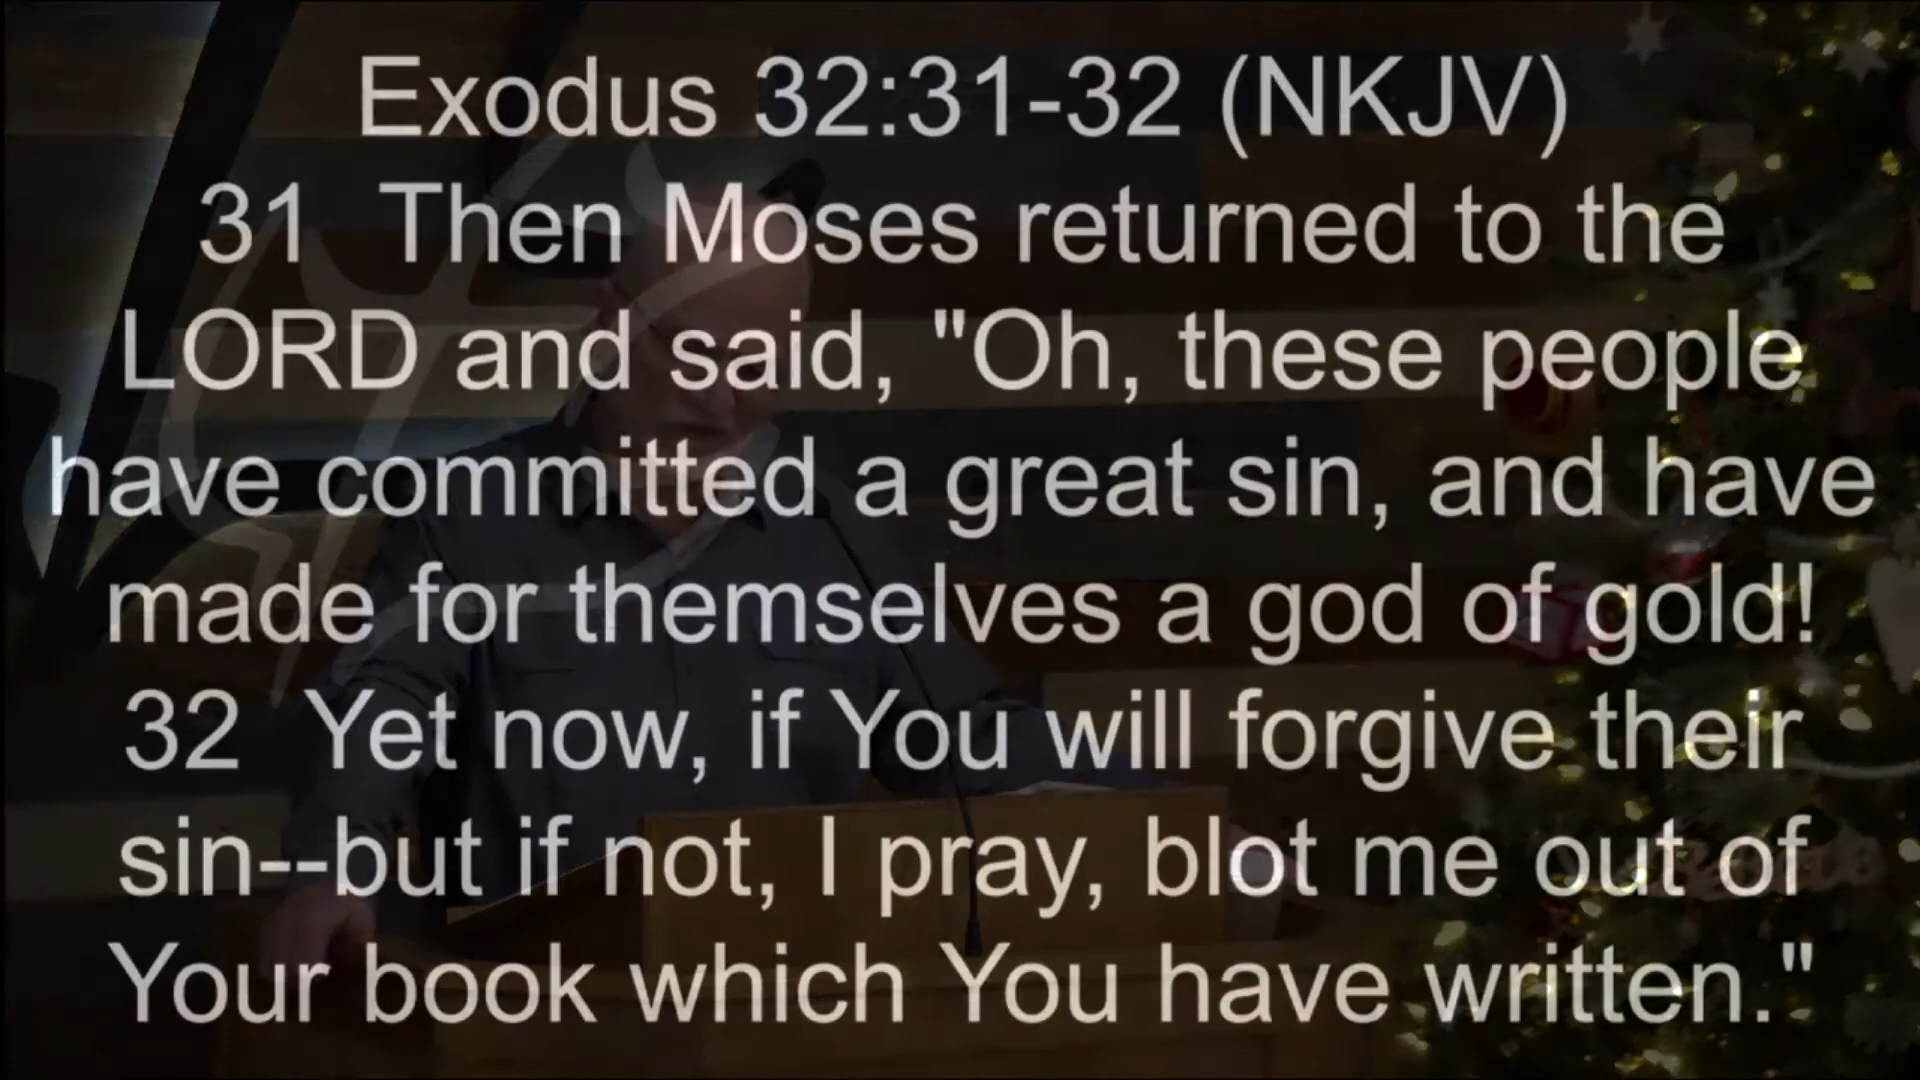 Exodus 32:31-32 (NKJV)
31 Then Moses returned to the
LORD and said, "Oh, these people
have committed a great sin, and have
made for themselves a god of gold!
32 Yet now, if You will forgive their
sin--but if not, I pray, blot me out of
Your book which You have written."